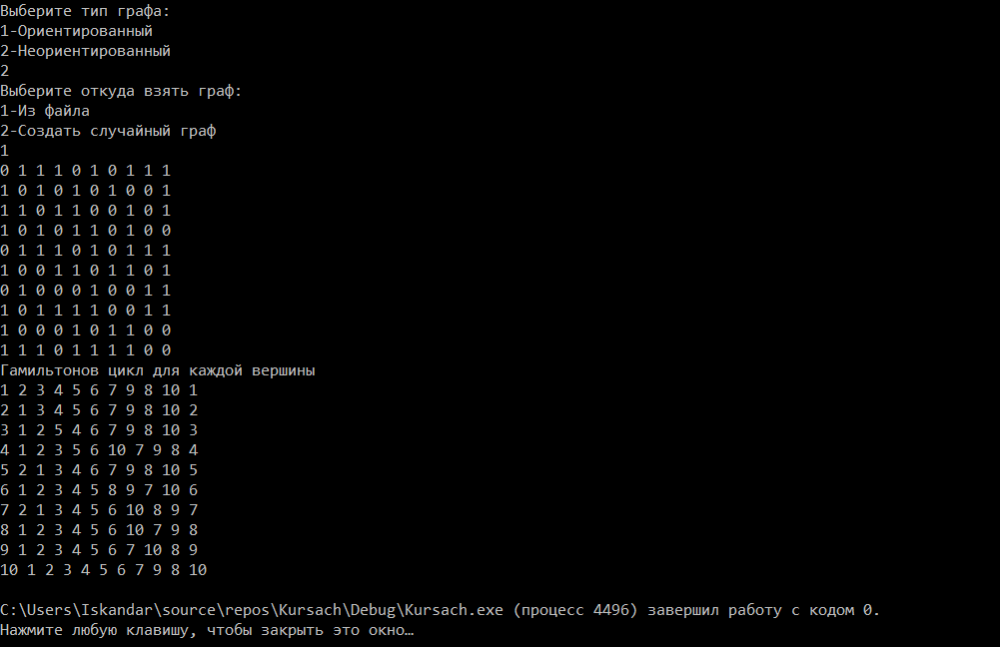 Выберите тип графа:
1-Ориентированный
2-Неориентированный
2
Выберите откуда взять граф:
1-Из файла
2-Создать случайный граф
1
0 1 1 1 0 1 0 1 1 1
1 0 1 0 1 0 1 0 0 1
1 1 0 1 1 0 0 1 0 1
1 0 1 0 1 1 0 1 0 0
0 1 1 1 0 1 0 1 1 1
1 0 0 1 1 0 1 1 0 1
0 1 0 0 0 1 0 0 1 1
1 0 1 1 1 1 0 0 1 1
1 0 0 0 1 0 1 1 0 0
1 1 1 0 1 1 1 1 0 0
Гамильтонов цикл для каждой вершины
1 2 3 4 5 6 7 9 8 10 1
2 1 3 4 5 6 7 9 8 10 2
3 1 2 5 4 6 7 9 8 10 3
4 1 2 3 5 6 10 7 9 8 4
5 2 1 3 4 6 7 9 8 10 5
6 1 2 3 4 5 8 9 7 10 6
7 2 1 3 4 5 6 10 8 9 7
8 1 2 3 4 5 6 10 7 9 8
9 1 2 3 4 5 6 7 10 8 9
10 1 2 3 4 5 6 7 9 8 10
C:\Users\Iskandar\source\repos\Kursach\Debug\Kursach.exe (процесс 4496) завершил работу с кодом 0.
Нажмите любую клавишу, чтобы закрыть это окно…